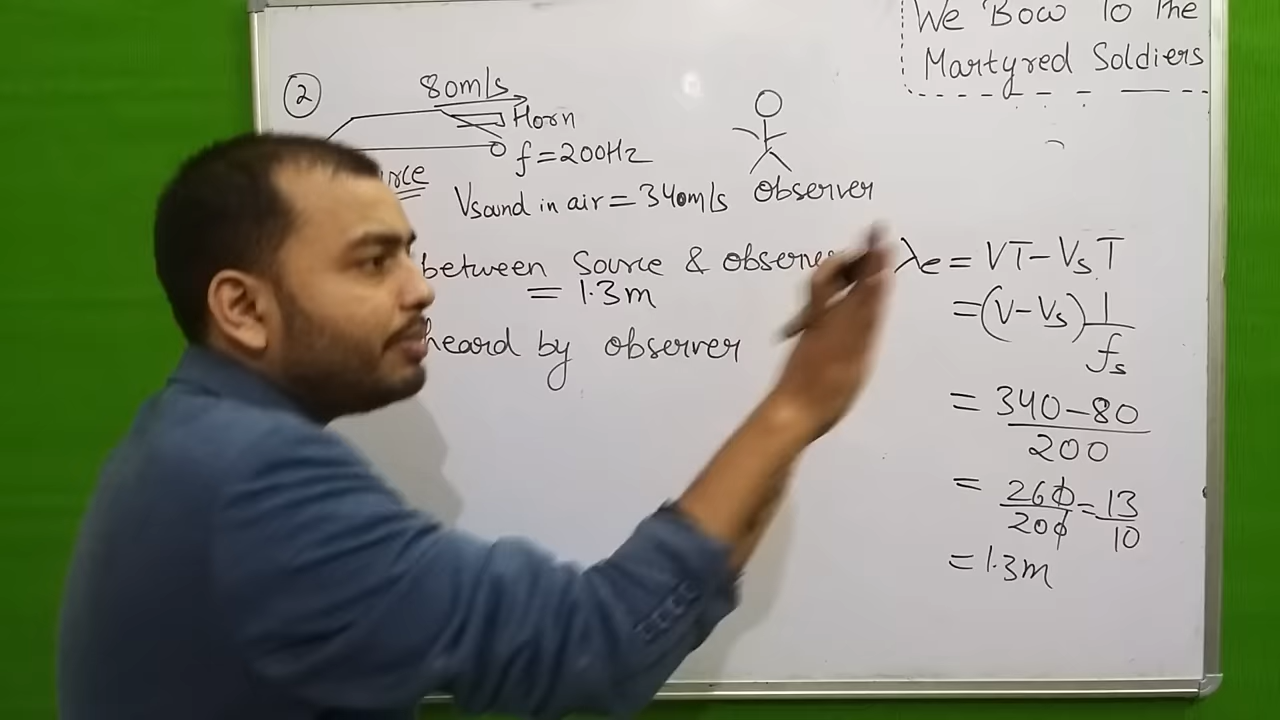 We Bow To The
Martyred Soldiers
2
80m/s
Horn
f=200Hz
Vsound in air = 340m/s
Observer
between Source & observer
= 1.3m
heard by observer
λe = VT - VsT
= (V-Vs) 1/fs
= 340-80/200
= 260/200 = 13/10
= 1.3m